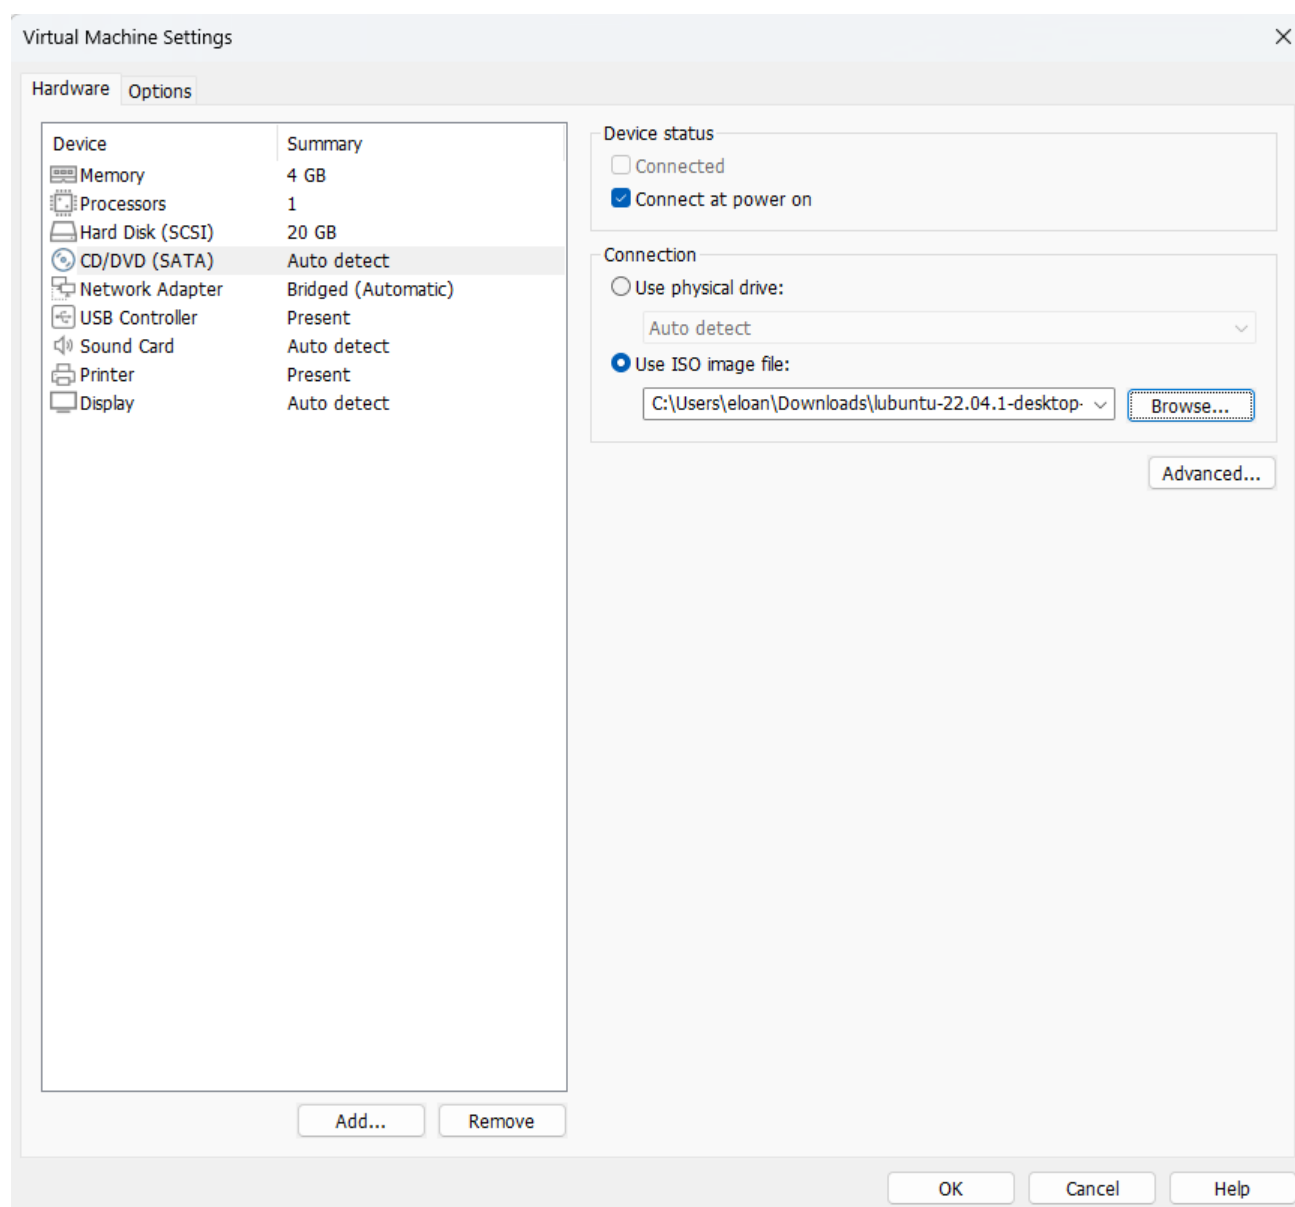 Virtual Machine Settings
Hardware
Options
Device Summary
Memory 4 GB
Processors 1
Hard Disk (SCSI) 20 GB
CD/DVD (SATA) Auto detect
Network Adapter Bridged (Automatic)
USB Controller Present
Sound Card Auto detect
Printer Present
Display Auto detect
Add...
Remove
Device status
Connected
Connect at power on
Connection
Use physical drive:
Auto detect
Use ISO image file:
C:\Users\eloan\Downloads\lubuntu-22.04.1-desktop-
Browse...
Advanced...
OK
Cancel
Help